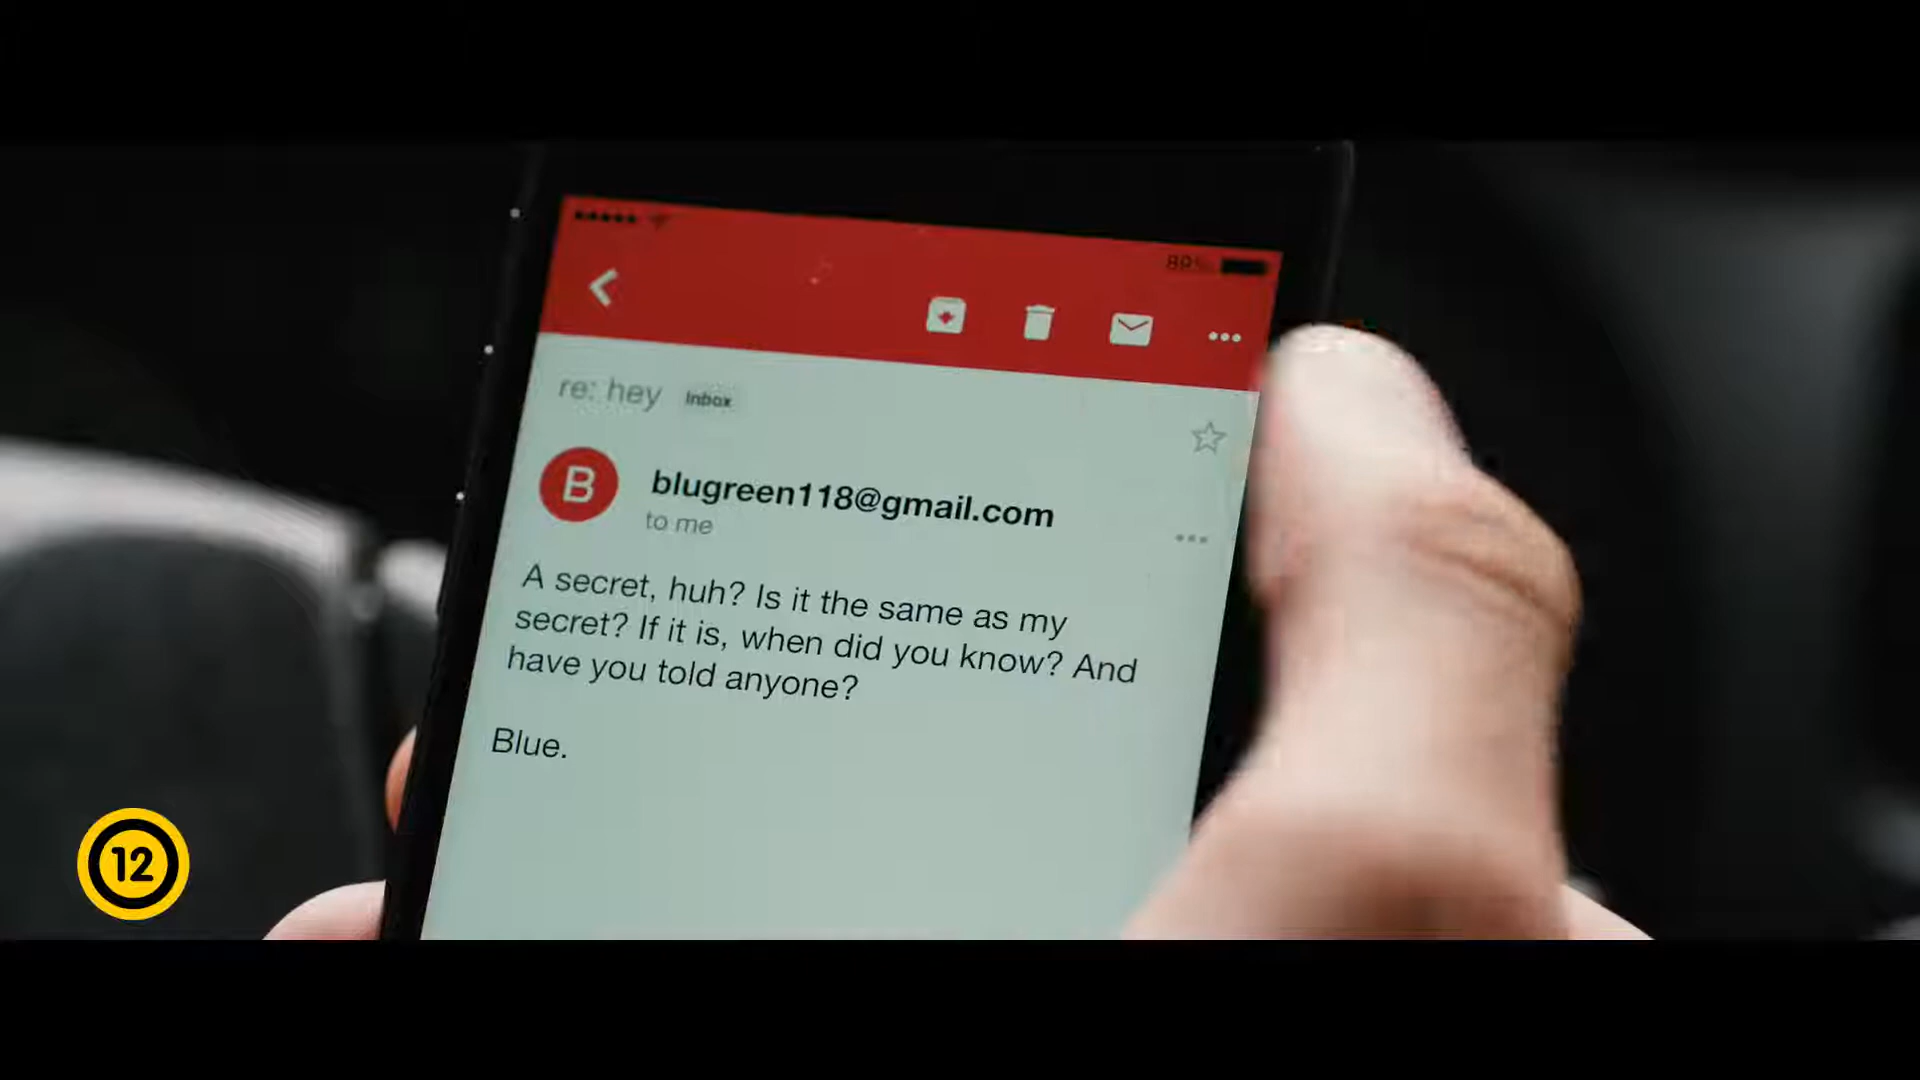 89%
re: hey Inbox
B
blugreen118@gmail.com
to me
A secret, huh? Is it the same as my
secret? If it is, when did you know? And
have you told anyone?
Blue.
12